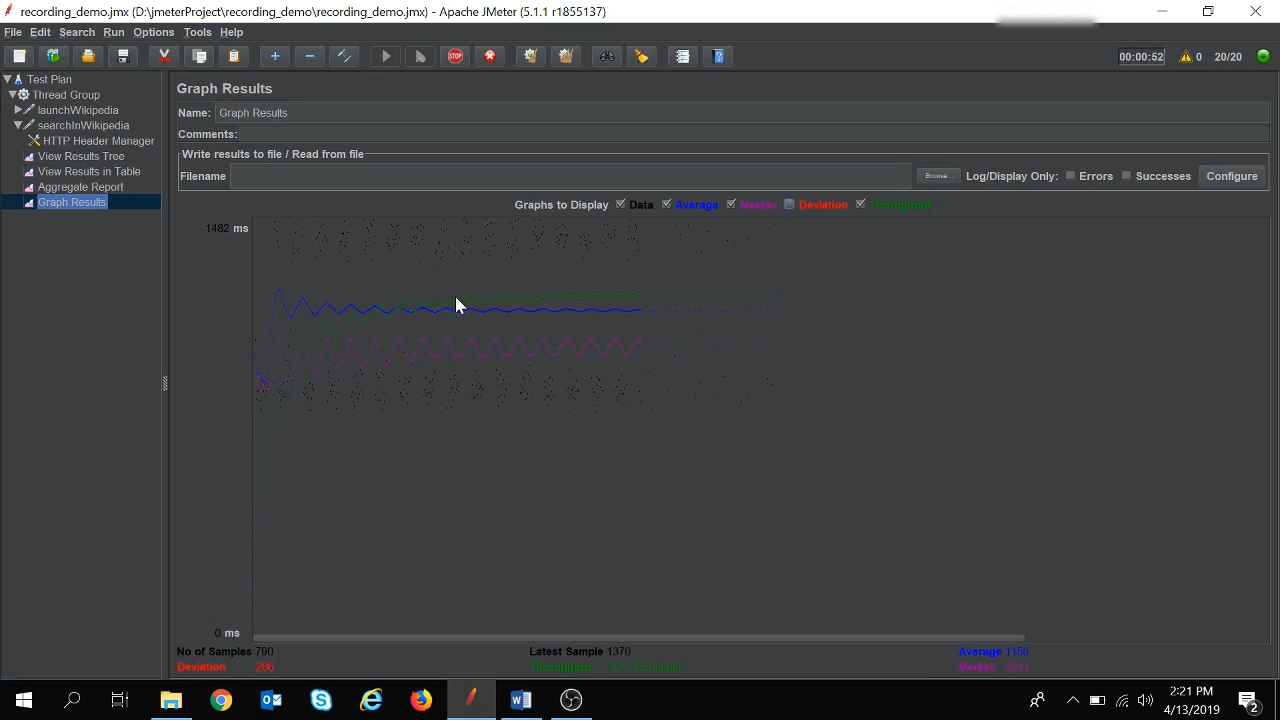 recording_demo.jmx (D:\jmeterProject\recording_demo\recording_demo.jmx) - Apache JMeter (5.1.1 r1855137)
File Edit Search Run Options Tools Help
00:00:52 0 20/20
Test Plan
Thread Group
launchWikipedia
searchInWikipedia
HTTP Header Manager
View Results Tree
View Results in Table
Aggregate Report
Graph Results
Graph Results
Name: Graph Results
Comments:
Write results to file / Read from file
Filename Browse... Log/Display Only: Errors Successes Configure
Graphs to Display Data Average Median Deviation Throughput
1482 ms
0 ms
No of Samples 790 Latest Sample 1370 Average 1156
Deviation 286 Throughput Median
2:21 PM
4/13/2019
2